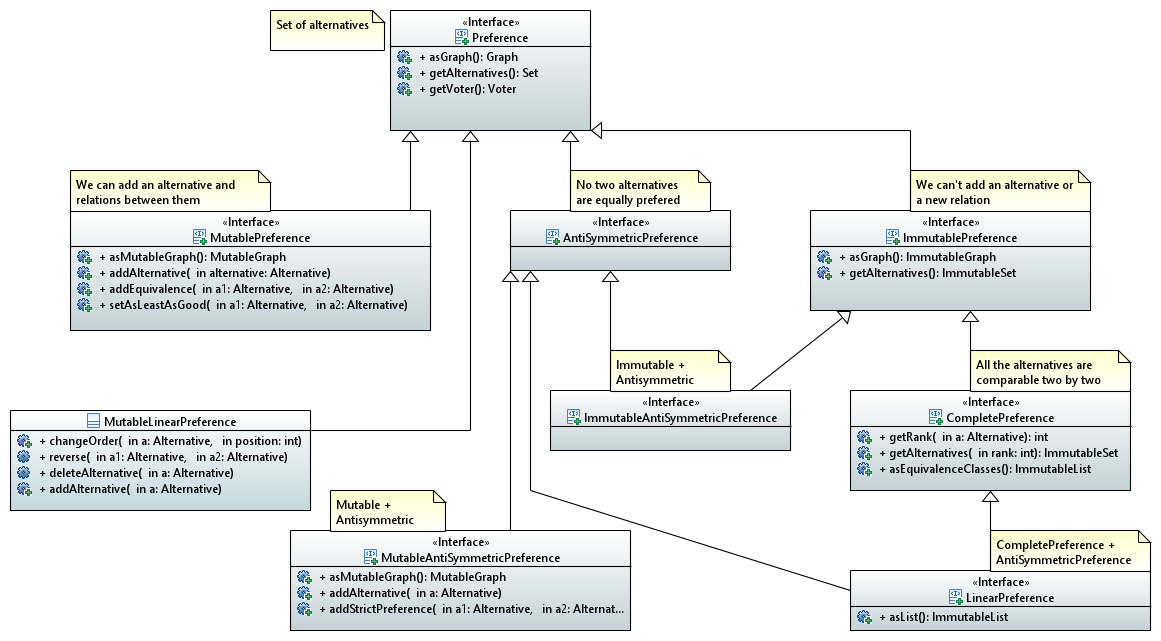 Set of alternatives
«Interface»
Preference
+ asGraph(): Graph
+ getAlternatives(): Set
+ getVoter(): Voter
We can add an alternative and
relations between them
«Interface»
MutablePreference
+ asMutableGraph(): MutableGraph
+ addAlternative( in alternative: Alternative)
+ addEquivalence( in a1: Alternative, in a2: Alternative)
+ setAsLeastAsGood( in a1: Alternative, in a2: Alternative)
No two alternatives
are equally prefered
«Interface»
AntiSymmetricPreference
We can't add an alternative or
a new relation
«Interface»
ImmutablePreference
+ asGraph(): ImmutableGraph
+ getAlternatives(): ImmutableSet
Immutable +
Antisymmetric
«Interface»
ImmutableAntiSymmetricPreference
All the alternatives are
comparable two by two
«Interface»
CompletePreference
+ getRank( in a: Alternative): int
+ getAlternatives( in rank: int): ImmutableSet
+ asEquivalenceClasses(): ImmutableList
MutableLinearPreference
+ changeOrder( in a: Alternative, in position: int)
+ reverse( in a1: Alternative, in a2: Alternative)
+ deleteAlternative( in a: Alternative)
+ addAlternative( in a: Alternative)
Mutable +
Antisymmetric
«Interface»
MutableAntiSymmetricPreference
+ asMutableGraph(): MutableGraph
+ addAlternative( in a: Alternative)
+ addStrictPreference( in a1: Alternative, in a2: Alternat...
CompletePreference +
AntiSymmetricPreference
«Interface»
LinearPreference
+ asList(): ImmutableList